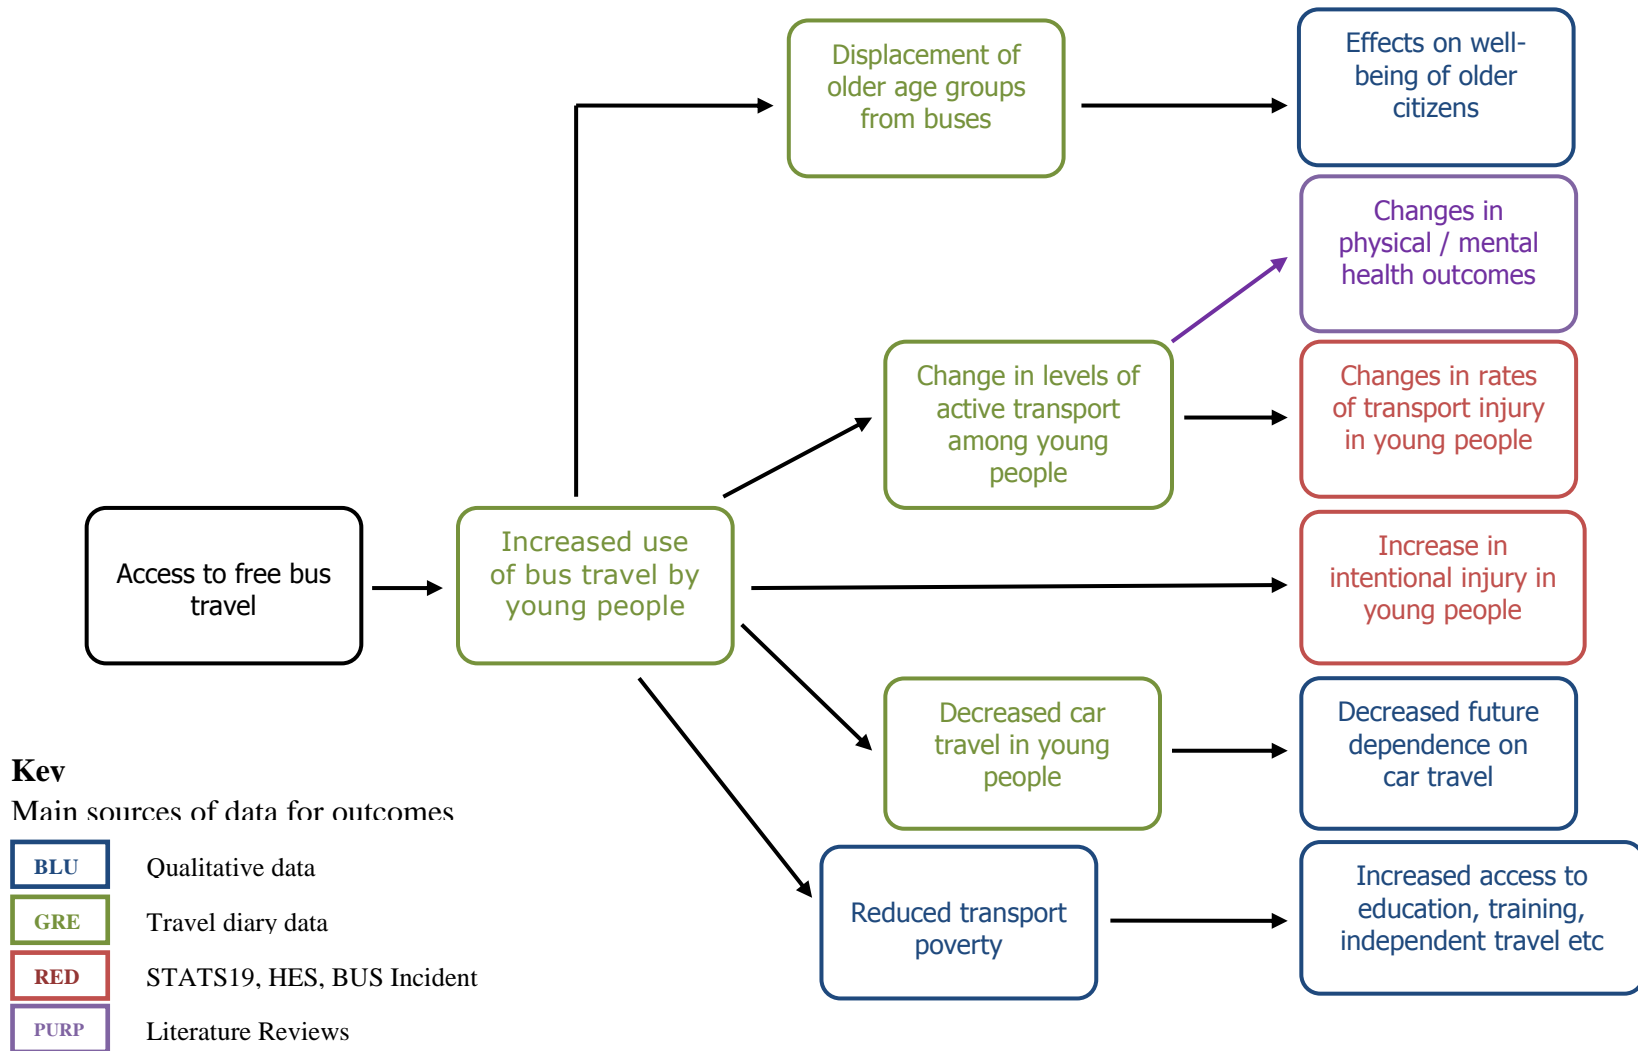 Displacement of
older age groups
from buses
Effects on well-
being of older
citizens
Changes in
physical / mental
health outcomes
Change in levels of
active transport
among young
people
Changes in rates
of transport injury
in young people
Access to free bus
travel
Increased use
of bus travel by
young people
Increase in
intentional injury in
young people
Decreased car
travel in young
people
Decreased future
dependence on
car travel
Reduced transport
poverty
Increased access to
education, training,
independent travel etc
Key
Main sources of data for outcomes
BLU Qualitative data
GRE Travel diary data
RED STATS19, HES, BUS Incident
PURP Literature Reviews